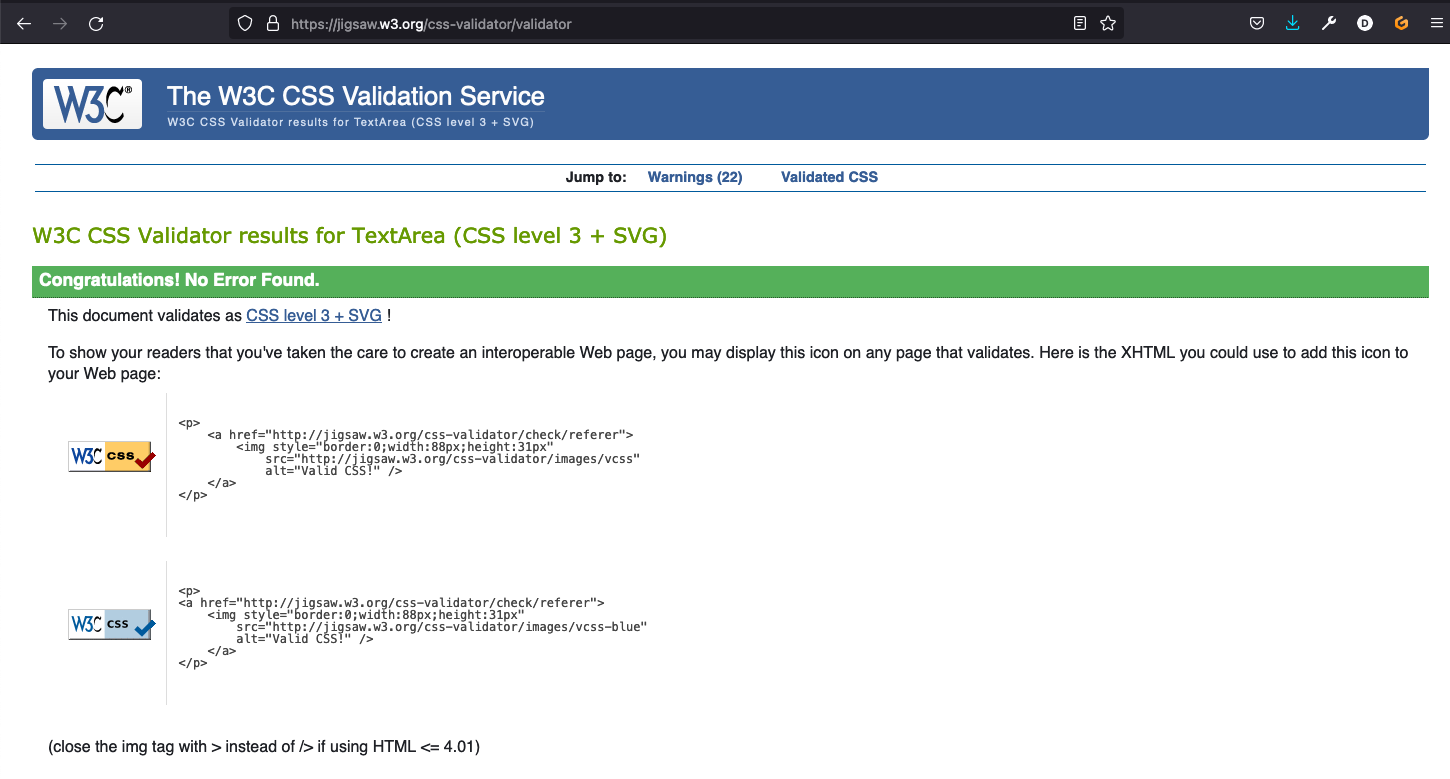 https://jigsaw.w3.org/css-validator/validator
W3C®
The W3C CSS Validation Service
W3C CSS Validator results for TextArea (CSS level 3 + SVG)
Jump to: Warnings (22) Validated CSS
W3C CSS Validator results for TextArea (CSS level 3 + SVG)
Congratulations! No Error Found.
This document validates as CSS level 3 + SVG !
To show your readers that you've taken the care to create an interoperable Web page, you may display this icon on any page that validates. Here is the XHTML you could use to add this icon to
your Web page:
W3C css
<p>
<a href="http://jigsaw.w3.org/css-validator/check/referer">
<img style="border:0;width:88px;height:31px"
src="http://jigsaw.w3.org/css-validator/images/vcss"
alt="Valid CSS!" />
</a>
</p>
W3C css
<p>
<a href="http://jigsaw.w3.org/css-validator/check/referer">
<img style="border:0;width:88px;height:31px"
src="http://jigsaw.w3.org/css-validator/images/vcss-blue"
alt="Valid CSS!" />
</a>
</p>
(close the img tag with > instead of /> if using HTML <= 4.01)